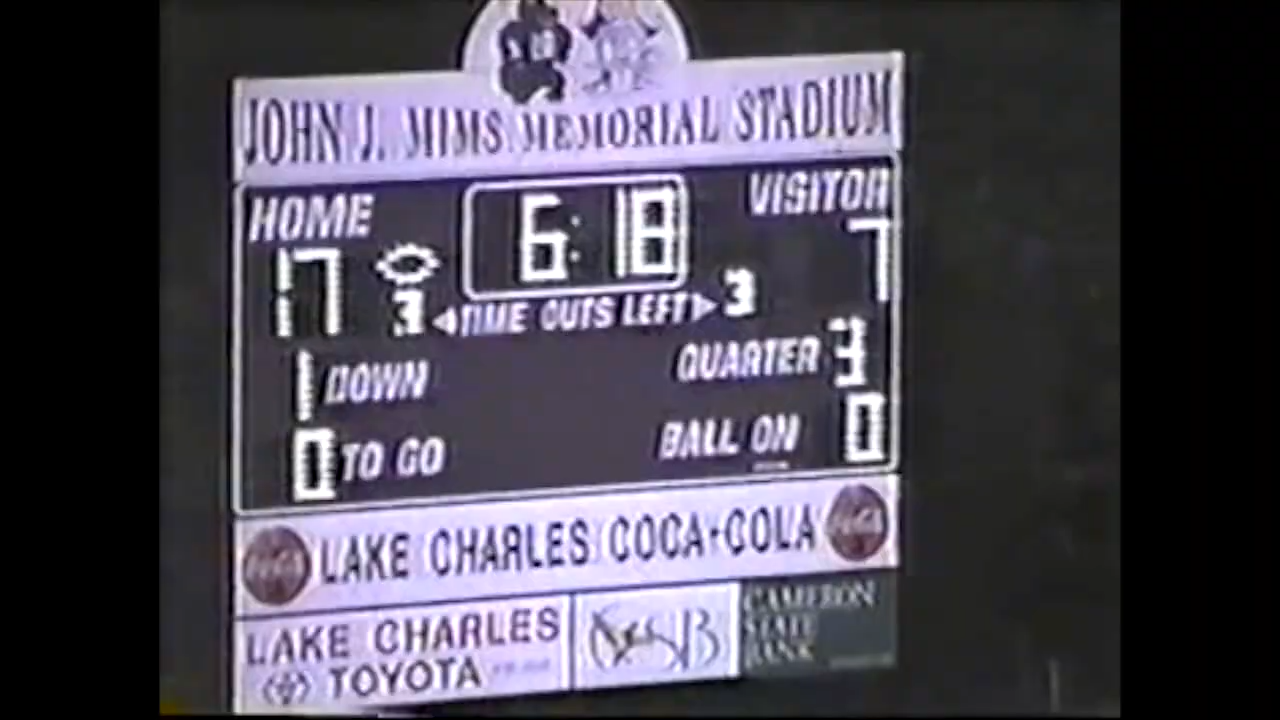 JOHN J. MIMS MEMORIAL STADIUM
HOME 6:18 VISITOR
17 7
3 TIME OUTS LEFT 3
1 DOWN QUARTER 3
0 TO GO BALL ON 0
LAKE CHARLES COCA-COLA
LAKE CHARLES
TOYOTA
CAMERON
STATE
BANK